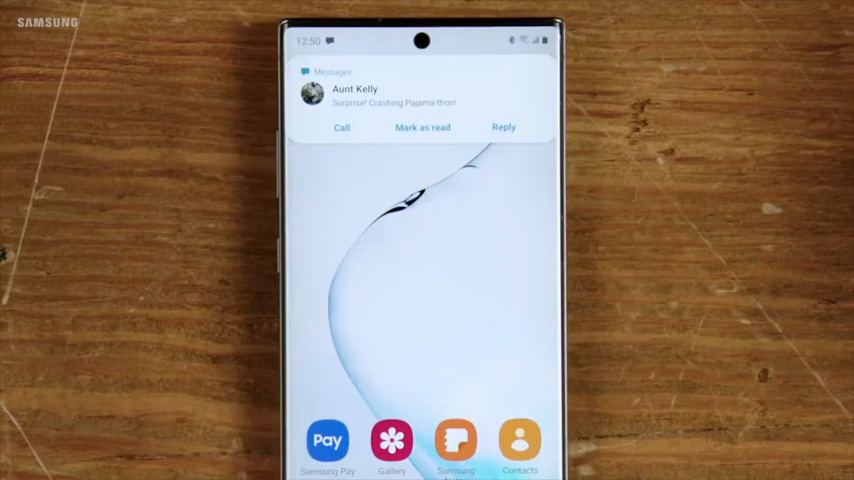 SAMSUNG
12:50
Messages
Aunt Kelly
Surprise! Crashing Pajama-thon!
Call Mark as read Reply
Pay
Samsung Pay Gallery Samsung Contacts
Notes